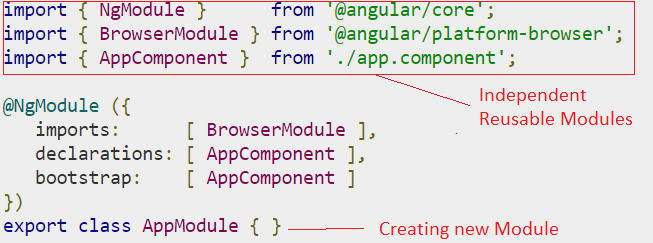 import { NgModule }      from '@angular/core';
import { BrowserModule } from '@angular/platform-browser';
import { AppComponent }  from './app.component';
Independent
Reusable Modules
@NgModule ({
   imports:      [ BrowserModule ],
   declarations: [ AppComponent ],
   bootstrap:    [ AppComponent ]
})
export class AppModule { }
Creating new Module